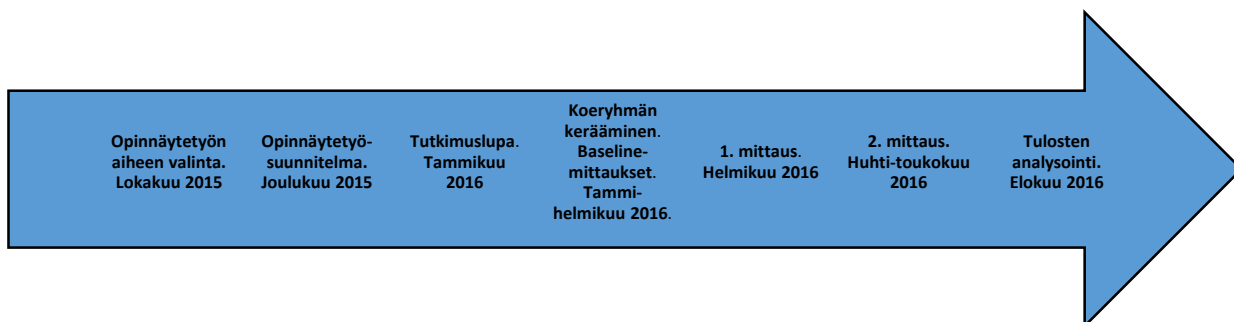 Opinnäytetyön
aiheen valinta.
Lokakuu 2015
Opinnäytetyö-
suunnitelma.
Joulukuu 2015
Tutkimuslupa.
Tammikuu
2016
Koeryhmän
kerääminen.
Baseline-
mittaukset.
Tammi-
helmikuu 2016.
1. mittaus.
Helmikuu 2016
2. mittaus.
Huhti-toukokuu
2016
Tulosten
analysointi.
Elokuu 2016